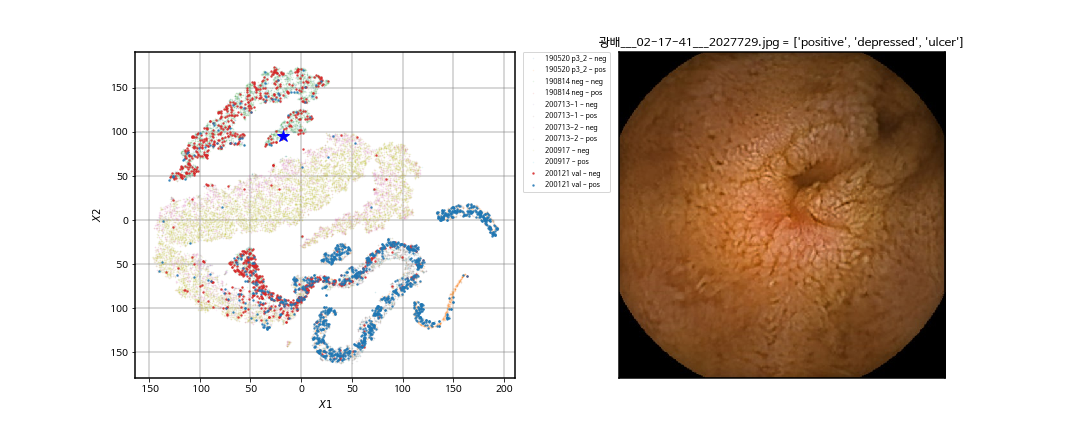 광배___02-17-41___2027729.jpg = ['positive', 'depressed', 'ulcer']
190520 p3_2 - neg
190520 p3_2 - pos
190814 neg - neg
190814 neg - pos
200713-1 - neg
200713-1 - pos
200713-2 - neg
200713-2 - pos
200917 - neg
200917 - pos
200121 val - neg
200121 val - pos
X2
150
100
50
0
50
100
150
150 100 50 0 50 100 150 200
X1